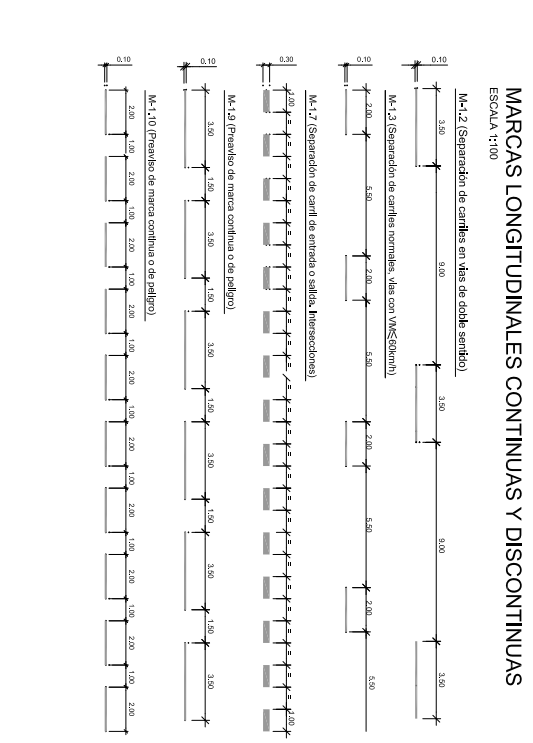 MARCAS LONGITUDINALES CONTINUAS Y DISCONTINUAS
ESCALA 1:100
M-1.2 (Separación de carriles en vias de doble sentido)
0.10 3.50 9.00 3.50 9.00 3.50
M-1.3 (Separación de carriles normales, vias con VM≤60km/h)
0.10 2.00 5.50 2.00 5.50 2.00 5.50 2.00 5.50
M-1.7 (Separación de carril de entrada o salida, Intersecciones)
0.30 1.00 = = = = = = = = = = = = = = = = = = = = = = = = = = = 1.00
M-1.9 (Preaviso de marca continua o de peligro)
0.10 3.50 1.50 3.50 1.50 3.50 1.50 3.50 1.50 3.50 1.50 3.50
M-1.10 (Preaviso de marca continua o de peligro)
0.10 2.00 1.00 2.00 1.00 2.00 1.00 2.00 1.00 2.00 1.00 2.00 1.00 2.00 1.00 2.00 1.00 2.00 1.00 2.00